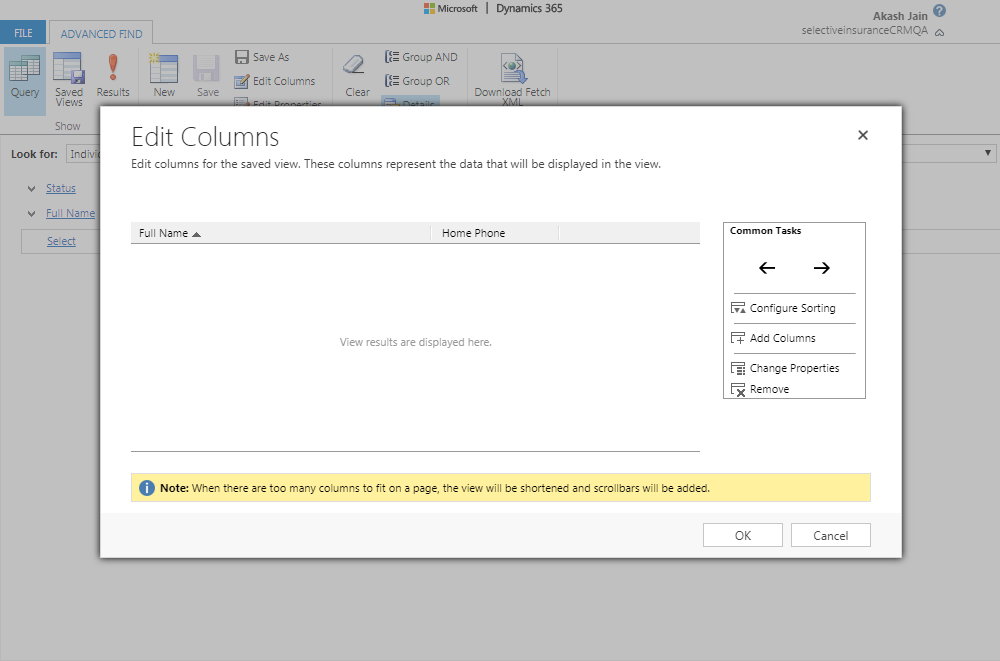 Microsoft | Dynamics 365
FILE
ADVANCED FIND
Akash Jain
selectiveinsuranceCRMQA
Query
Saved Views
Results
Show
New
Save
Save As
Edit Columns
Edit Properties
Clear
Group AND
Group OR
Details
Download Fetch XML
Look for:
Status
Full Name
Select
Edit Columns
Edit columns for the saved view. These columns represent the data that will be displayed in the view.
Full Name
Home Phone
View results are displayed here.
Common Tasks
Configure Sorting
Add Columns
Change Properties
Remove
Note: When there are too many columns to fit on a page, the view will be shortened and scrollbars will be added.
OK
Cancel